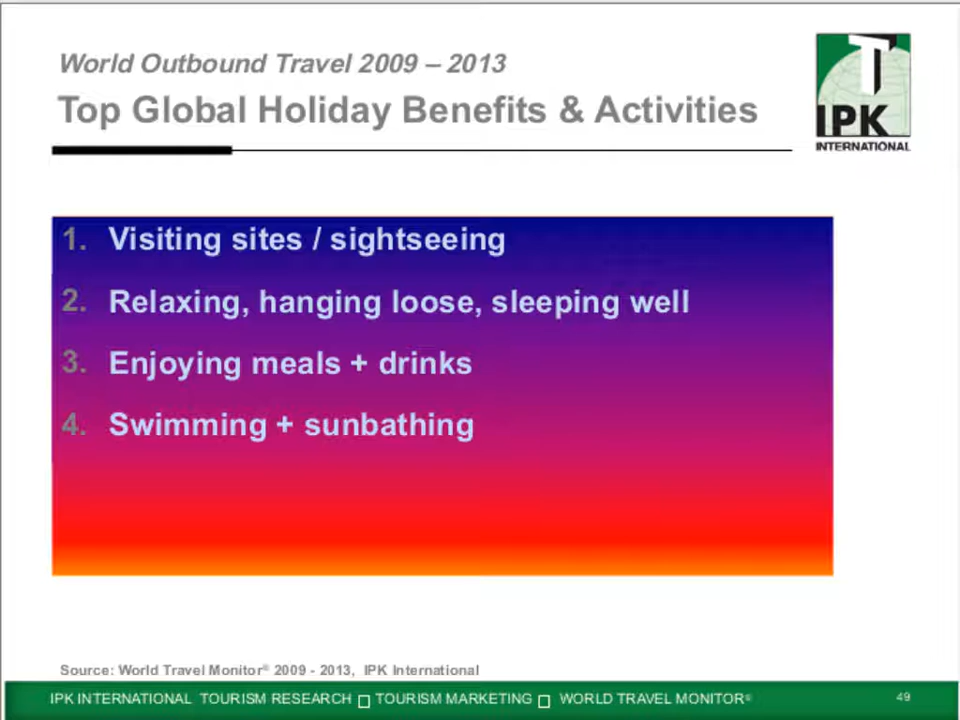 World Outbound Travel 2009 – 2013
Top Global Holiday Benefits & Activities
T
IPK
INTERNATIONAL
1. Visiting sites / sightseeing
2. Relaxing, hanging loose, sleeping well
3. Enjoying meals + drinks
4. Swimming + sunbathing
Source: World Travel Monitor® 2009 - 2013, IPK International
IPK INTERNATIONAL TOURISM RESEARCH □ TOURISM MARKETING □ WORLD TRAVEL MONITOR® 49